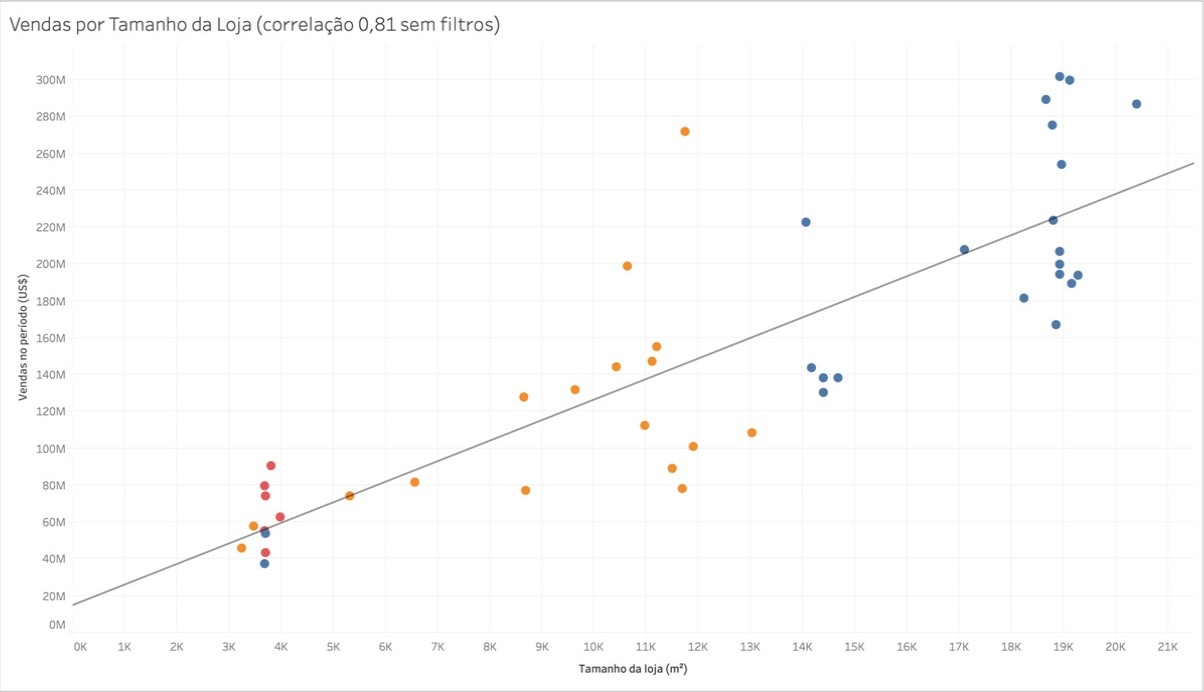 Vendas por Tamanho da Loja (correlação 0,81 sem filtros)
300M
280M
260M
240M
220M
200M
180M
160M
140M
120M
100M
80M
60M
40M
20M
0M
Vendas no período (US$)
0K 1K 2K 3K 4K 5K 6K 7K 8K 9K 10K 11K 12K 13K 14K 15K 16K 17K 18K 19K 20K 21K
Tamanho da loja (m²)